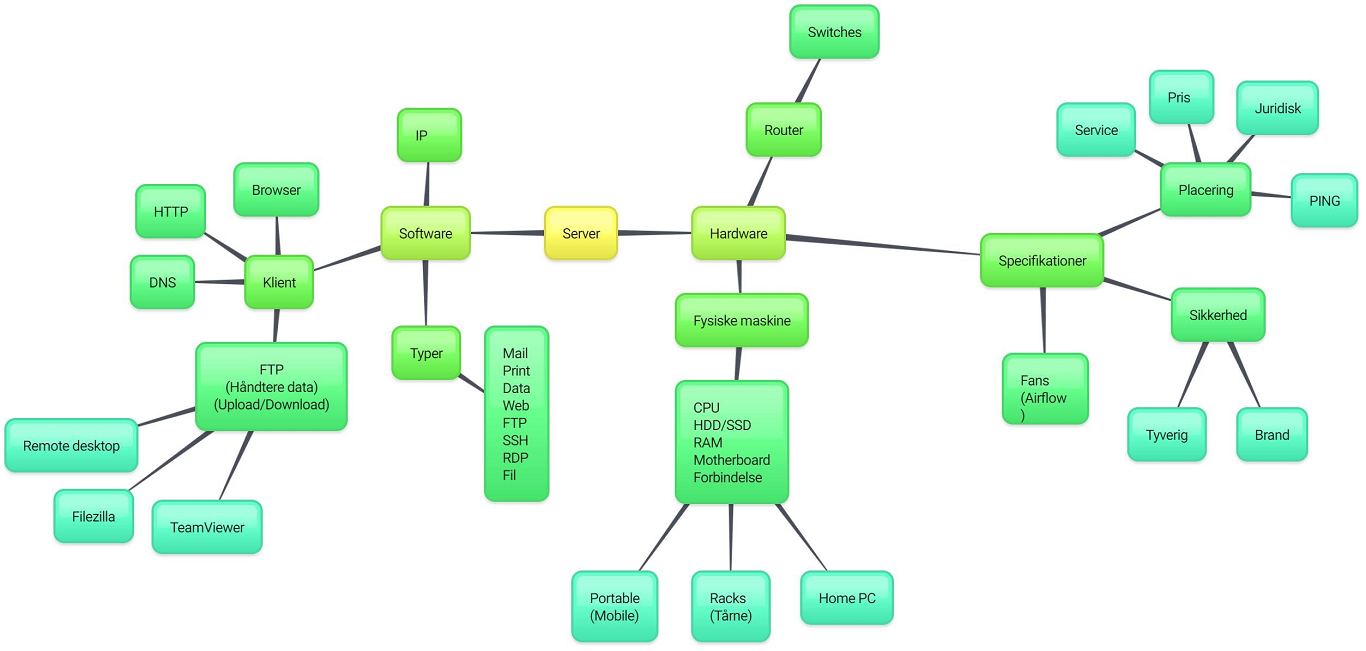 Switches
Pris
Juridisk
Service
Router
IP
Browser
Placering
PING
HTTP
Software
Server
Hardware
Specifikationer
DNS
Klient
Sikkerhed
Fysiske maskine
Typer
Mail
Print
Data
Web
FTP
SSH
RDP
Fil
FTP
(Håndtere data)
(Upload/Download)
Fans
(Airflow
)
CPU
HDD/SSD
RAM
Motherboard
Forbindelse
Remote desktop
Tyverig
Brand
Filezilla
TeamViewer
Portable
(Mobile)
Racks
(Tårne)
Home PC